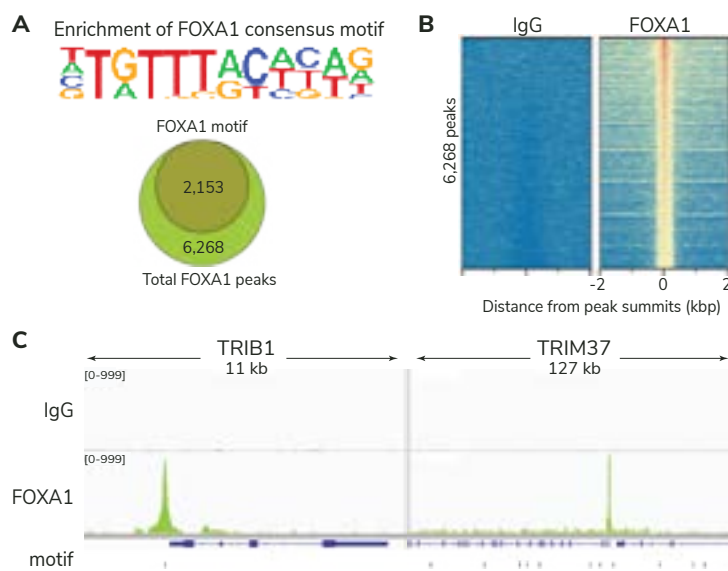 A
Enrichment of FOXA1 consensus motif
TGTTTACACAG
FOXA1 motif
2,153
6,268
Total FOXA1 peaks
B
IgG
FOXA1
6,268 peaks
-2
0
2
Distance from peak summits (kbp)
C
TRIB1
11 kb
TRIM37
127 kb
[0-999]
IgG
[0-999]
FOXA1
motif